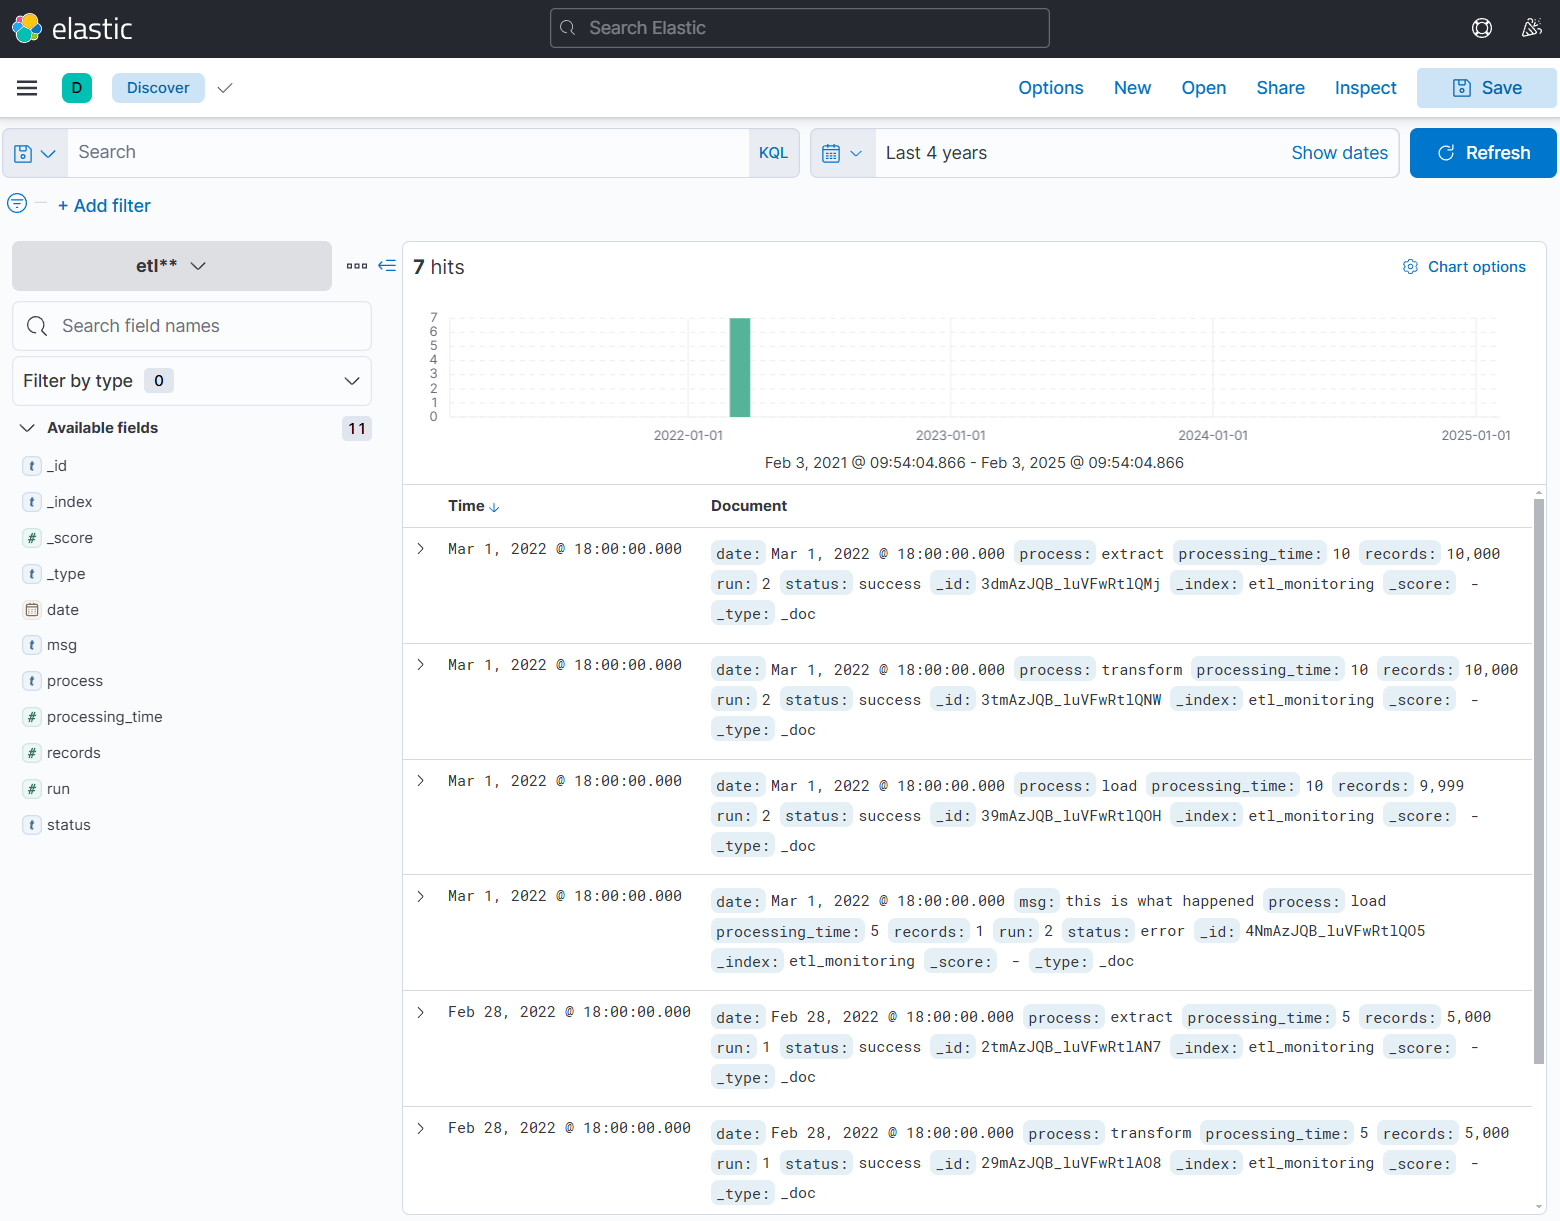 elastic
Search Elastic
D
Discover
Options
New
Open
Share
Inspect
Save
Search
KQL
Last 4 years
Show dates
Refresh
+ Add filter
etl**
Search field names
Filter by type 0
Available fields 11
t _id
t _index
# _score
t _type
date
t msg
t process
# processing_time
# records
# run
t status
7 hits
Chart options
7
6
5
4
3
2
1
0
2022-01-01
2023-01-01
2024-01-01
2025-01-01
Feb 3, 2021 @ 09:54:04.866 - Feb 3, 2025 @ 09:54:04.866
Time Document
Mar 1, 2022 @ 18:00:00.000
date: Mar 1, 2022 @ 18:00:00.000 process: extract processing_time: 10 records: 10,000
run: 2 status: success _id: 3dmAzJQB_luVFwRtlQMj _index: etl_monitoring _score: -
_type: _doc
Mar 1, 2022 @ 18:00:00.000
date: Mar 1, 2022 @ 18:00:00.000 process: transform processing_time: 10 records: 10,000
run: 2 status: success _id: 3tmAzJQB_luVFwRtlQNW _index: etl_monitoring _score: -
_type: _doc
Mar 1, 2022 @ 18:00:00.000
date: Mar 1, 2022 @ 18:00:00.000 process: load processing_time: 10 records: 9,999
run: 2 status: success _id: 39mAzJQB_luVFwRtlQOH _index: etl_monitoring _score: -
_type: _doc
Mar 1, 2022 @ 18:00:00.000
date: Mar 1, 2022 @ 18:00:00.000 msg: this is what happened process: load
processing_time: 5 records: 1 run: 2 status: error _id: 4NmAzJQB_luVFwRtlQO5
_index: etl_monitoring _score: - _type: _doc
Feb 28, 2022 @ 18:00:00.000
date: Feb 28, 2022 @ 18:00:00.000 process: extract processing_time: 5 records: 5,000
run: 1 status: success _id: 2tmAzJQB_luVFwRtlAN7 _index: etl_monitoring _score: -
_type: _doc
Feb 28, 2022 @ 18:00:00.000
date: Feb 28, 2022 @ 18:00:00.000 process: transform processing_time: 5 records: 5,000
run: 1 status: success _id: 29mAzJQB_luVFwRtlAO8 _index: etl_monitoring _score: -
_type: _doc